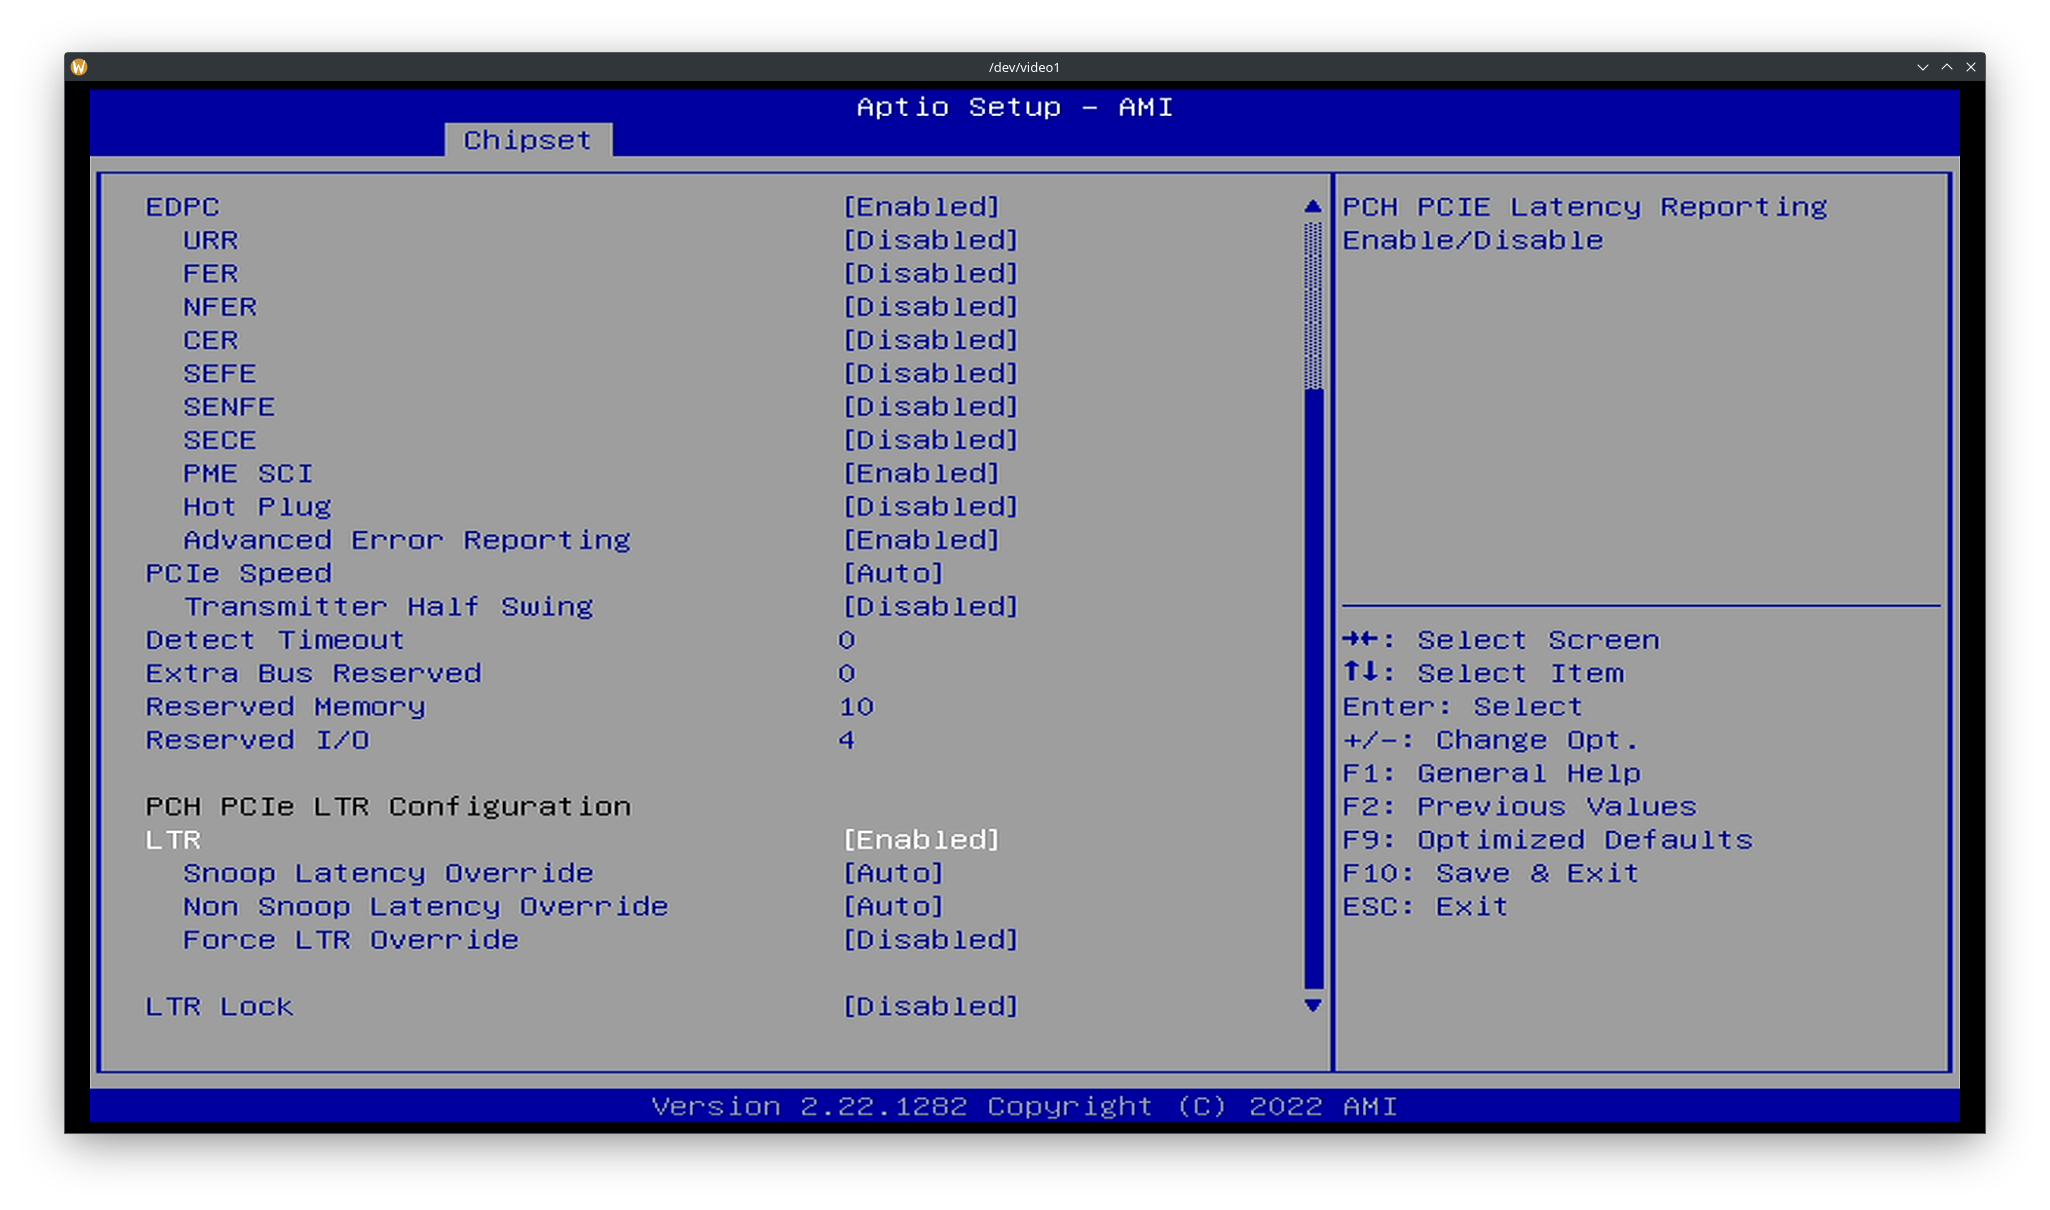 /dev/video1
Aptio Setup – AMI
Chipset
EDPC [Enabled]
URR [Disabled]
FER [Disabled]
NFER [Disabled]
CER [Disabled]
SEFE [Disabled]
SENFE [Disabled]
SECE [Disabled]
PME SCI [Enabled]
Hot Plug [Disabled]
Advanced Error Reporting [Enabled]
PCIe Speed [Auto]
Transmitter Half Swing [Disabled]
Detect Timeout 0
Extra Bus Reserved 0
Reserved Memory 10
Reserved I/O 4
PCH PCIe LTR Configuration
LTR [Enabled]
Snoop Latency Override [Auto]
Non Snoop Latency Override [Auto]
Force LTR Override [Disabled]
LTR Lock [Disabled]
PCH PCIE Latency Reporting
Enable/Disable
→←: Select Screen
↑↓: Select Item
Enter: Select
+/-: Change Opt.
F1: General Help
F2: Previous Values
F9: Optimized Defaults
F10: Save & Exit
ESC: Exit
Version 2.22.1282 Copyright (C) 2022 AMI